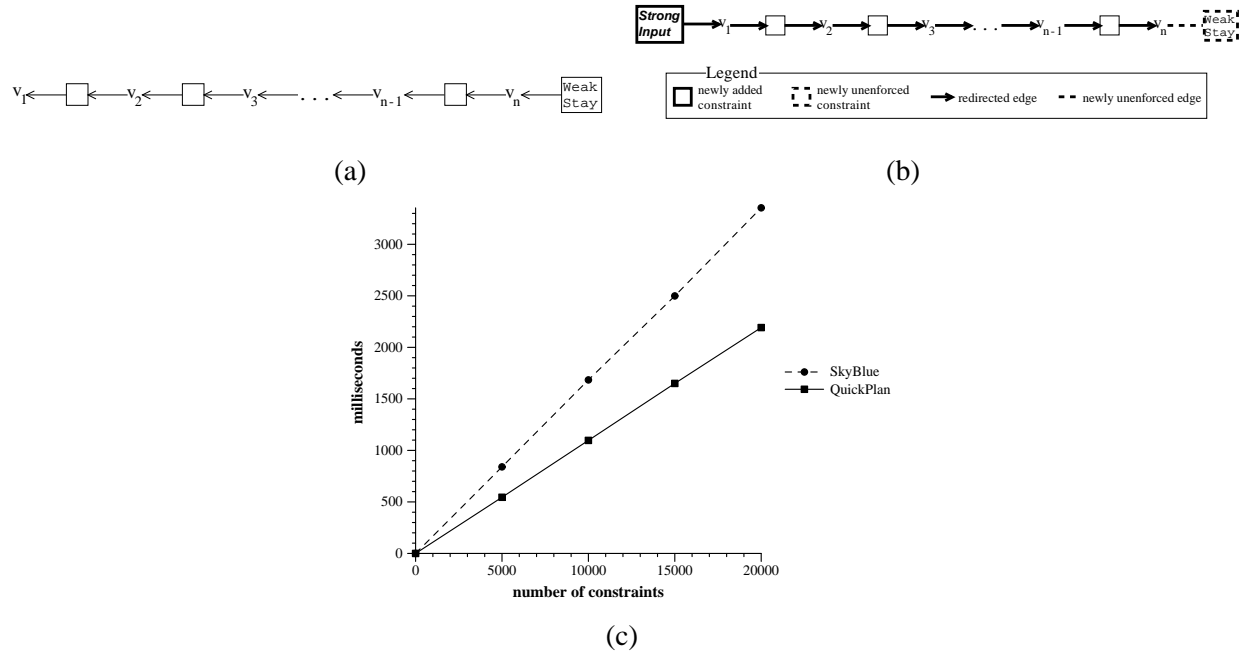 v1 v2 v3 . . . vn-1 vn Weak
Stay
(a)
Strong
Input
v1 v2 v3 . . . vn-1 vn Weak
Stay
Legend
newly added
constraint
newly unenforced
constraint
redirected edge
newly unenforced edge
(b)
3000
2500
2000
1500
1000
500
0
milliseconds
0 5000 10000 15000 20000
number of constraints
SkyBlue
QuickPlan
(c)